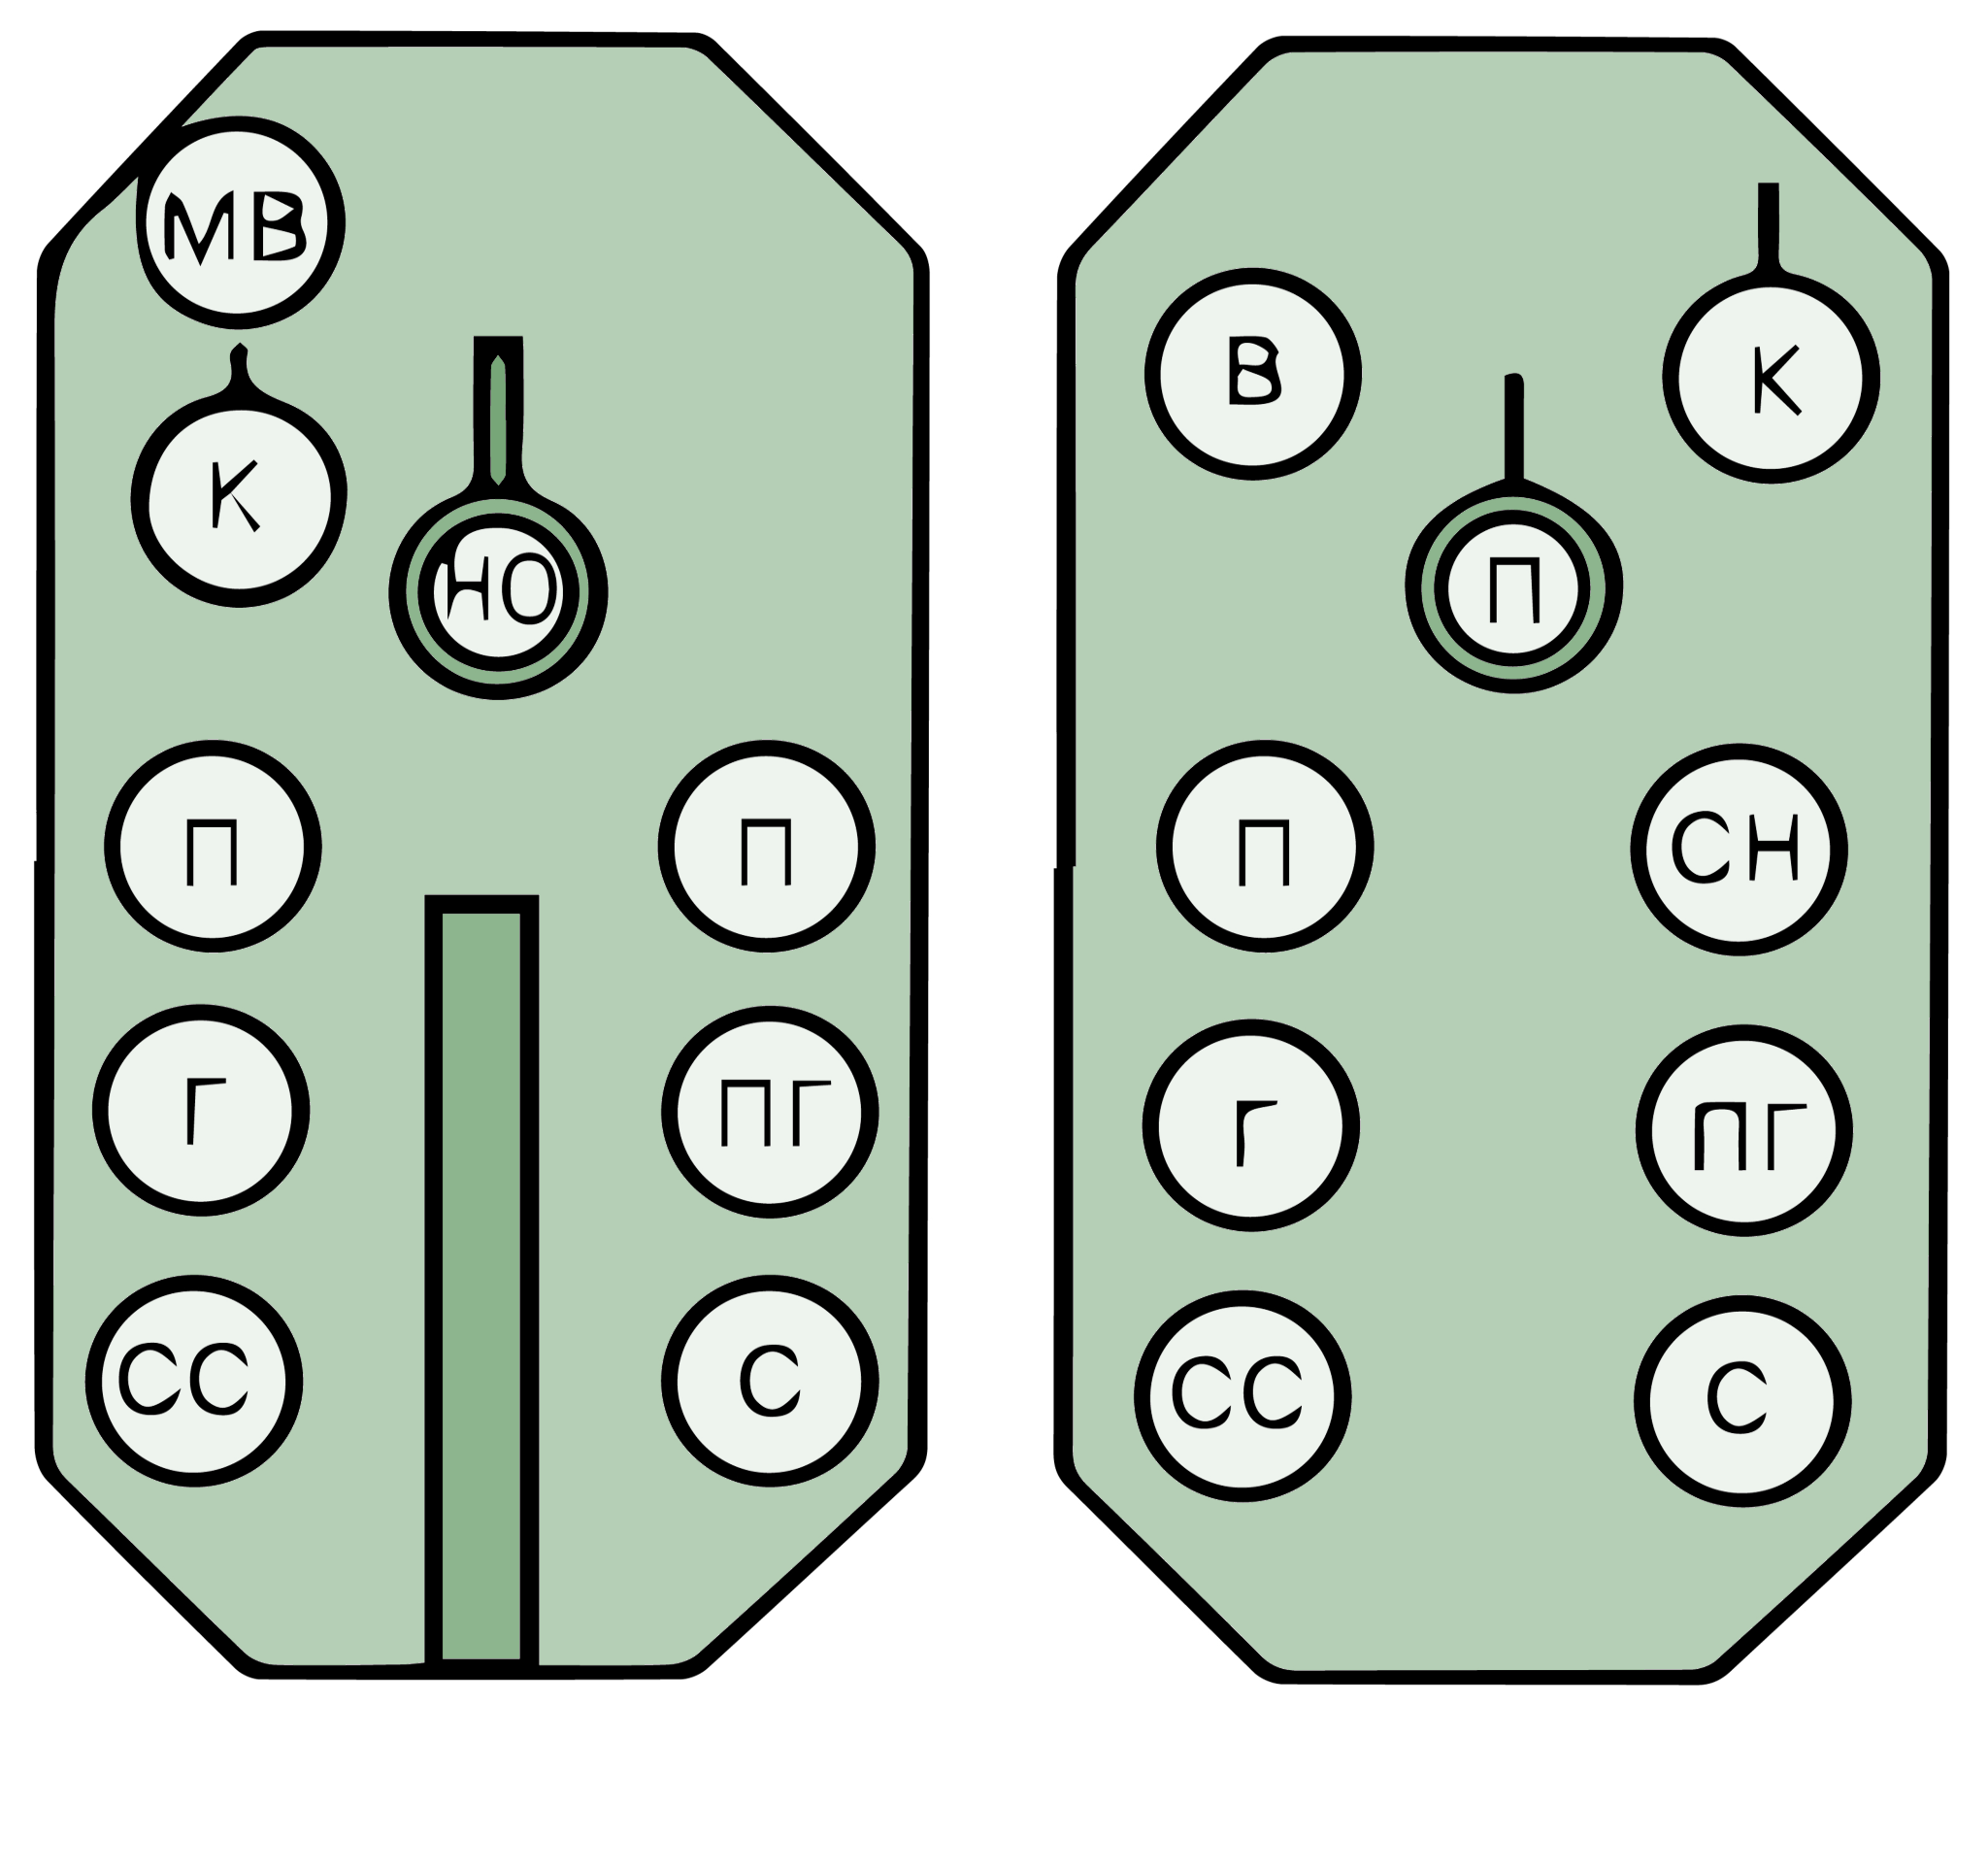 МВ
К
НО
П П
Г ПГ
СС С
В К
П
П СН
Г ПГ
СС С